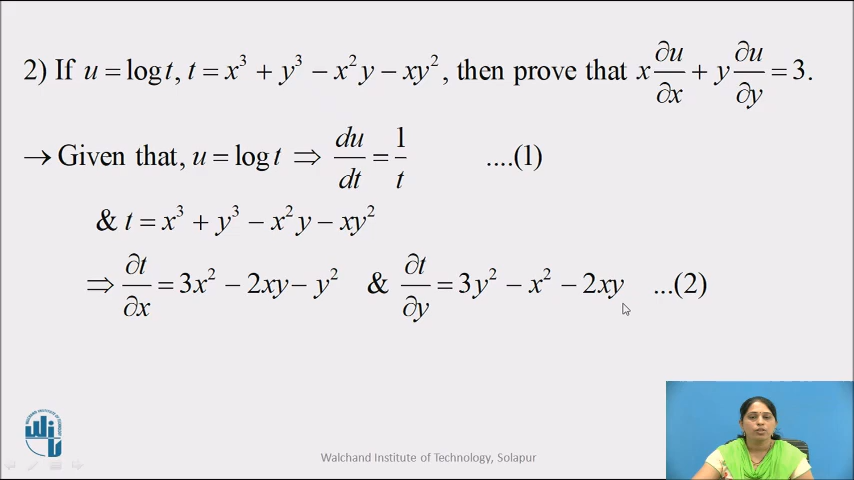 2) If u = log t, t = x³ + y³ − x²y − xy², then prove that x ∂u/∂x + y ∂u/∂y = 3.
→ Given that, u = log t ⇒ du/dt = 1/t ....(1)
& t = x³ + y³ − x²y − xy²
⇒ ∂t/∂x = 3x² − 2xy − y² & ∂t/∂y = 3y² − x² − 2xy ...(2)
Walchand Institute of Technology, Solapur